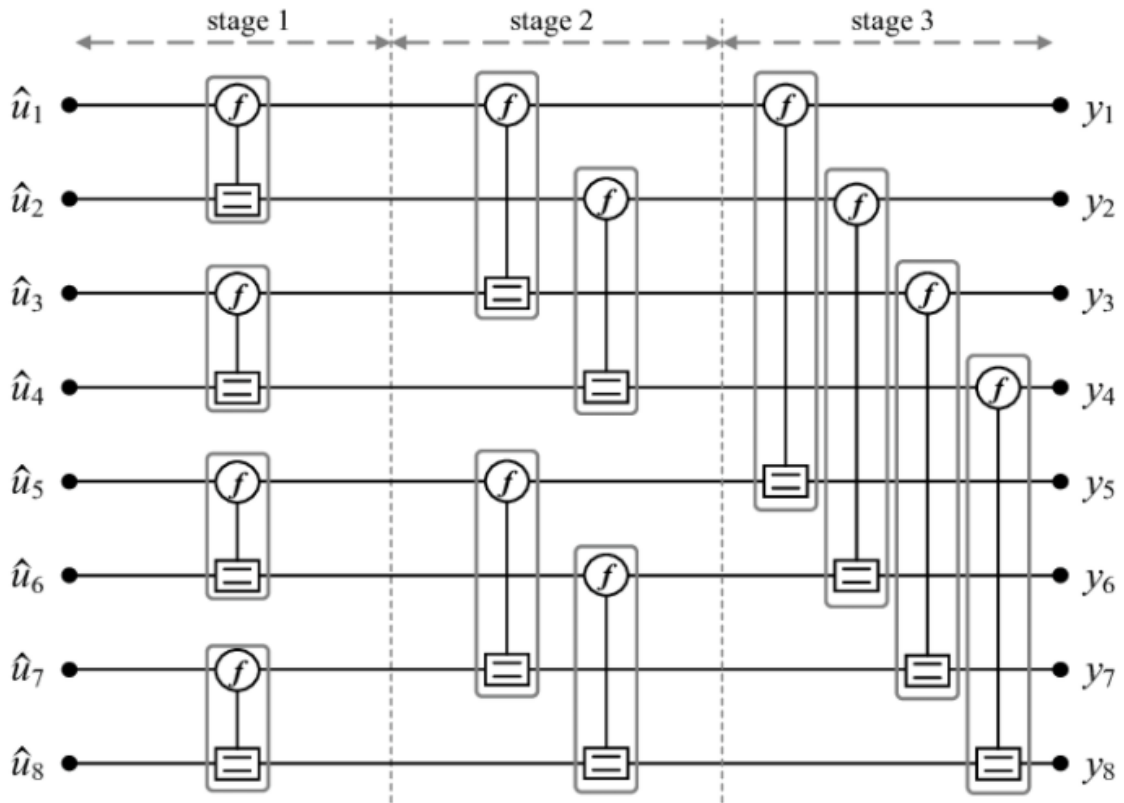 stage 1 stage 2 stage 3
û₁ f f f y₁
û₂ = f f y₂
û₃ f = f y₃
û₄ = = f y₄
û₅ f f = y₅
û₆ = f = y₆
û₇ f = = y₇
û₈ = = = y₈